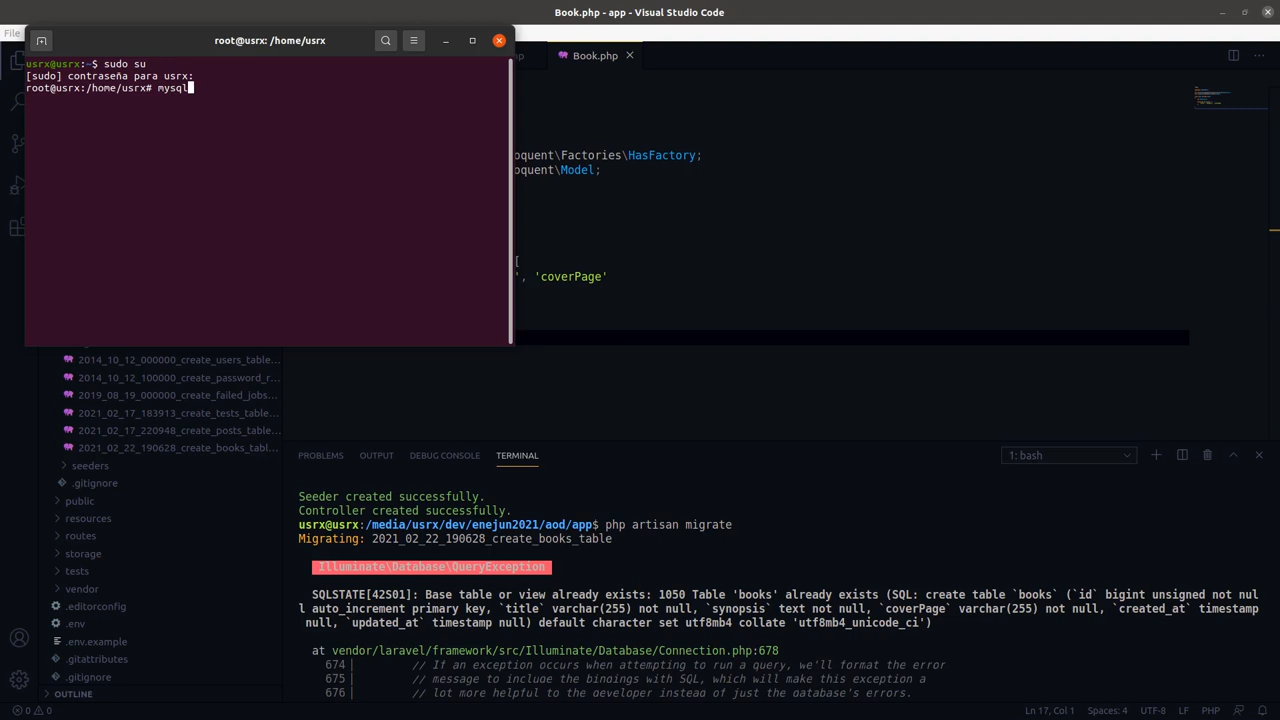 Book.php - app - Visual Studio Code
File
root@usrx: /home/usrx
Book.php
usrx@usrx:~$ sudo su
[sudo] contraseña para usrx:
root@usrx:/home/usrx# mysql
oquent\Factories\HasFactory;
oquent\Model;
[
', 'coverPage'
2014_10_12_000000_create_users_table...
2014_10_12_100000_create_password_r...
2019_08_19_000000_create_failed_jobs...
2021_02_17_183913_create_tests_table...
2021_02_17_220948_create_posts_table...
2021_02_22_190628_create_books_tabl...
seeders
.gitignore
public
resources
routes
storage
tests
vendor
.editorconfig
.env
.env.example
.gitattributes
.gitignore
OUTLINE
PROBLEMS OUTPUT DEBUG CONSOLE TERMINAL 1: bash
Seeder created successfully.
Controller created successfully.
usrx@usrx:/media/usrx/dev/enejun2021/aod/app$ php artisan migrate
Migrating: 2021_02_22_190628_create_books_table
Illuminate\Database\QueryException
SQLSTATE[42S01]: Base table or view already exists: 1050 Table 'books' already exists (SQL: create table `books` (`id` bigint unsigned not nul
l auto_increment primary key, `title` varchar(255) not null, `synopsis` text not null, `coverPage` varchar(255) not null, `created_at` timestamp
null, `updated_at` timestamp null) default character set utf8mb4 collate 'utf8mb4_unicode_ci')
at vendor/laravel/framework/src/Illuminate/Database/Connection.php:678
674| // If an exception occurs when attempting to run a query, we'll format the error
675| // message to include the bindings with SQL, which will make this exception a
676| // lot more helpful to the developer instead of just the database's errors.
0 0 Ln 17, Col 1 Spaces: 4 UTF-8 LF PHP